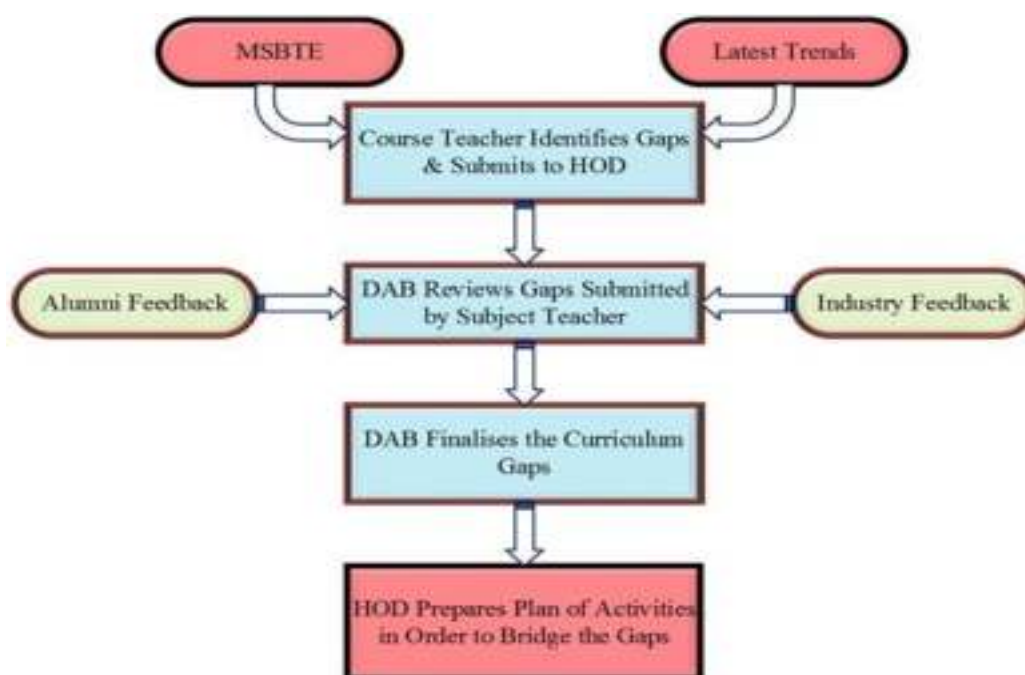 MSBTE
Latest Trends
Course Teacher Identifies Gaps
& Submits to HOD
Alumni Feedback
DAB Reviews Gaps Submitted
by Subject Teacher
Industry Feedback
DAB Finalises the Curriculum
Gaps
HOD Prepares Plan of Activities
in Order to Bridge the Gaps